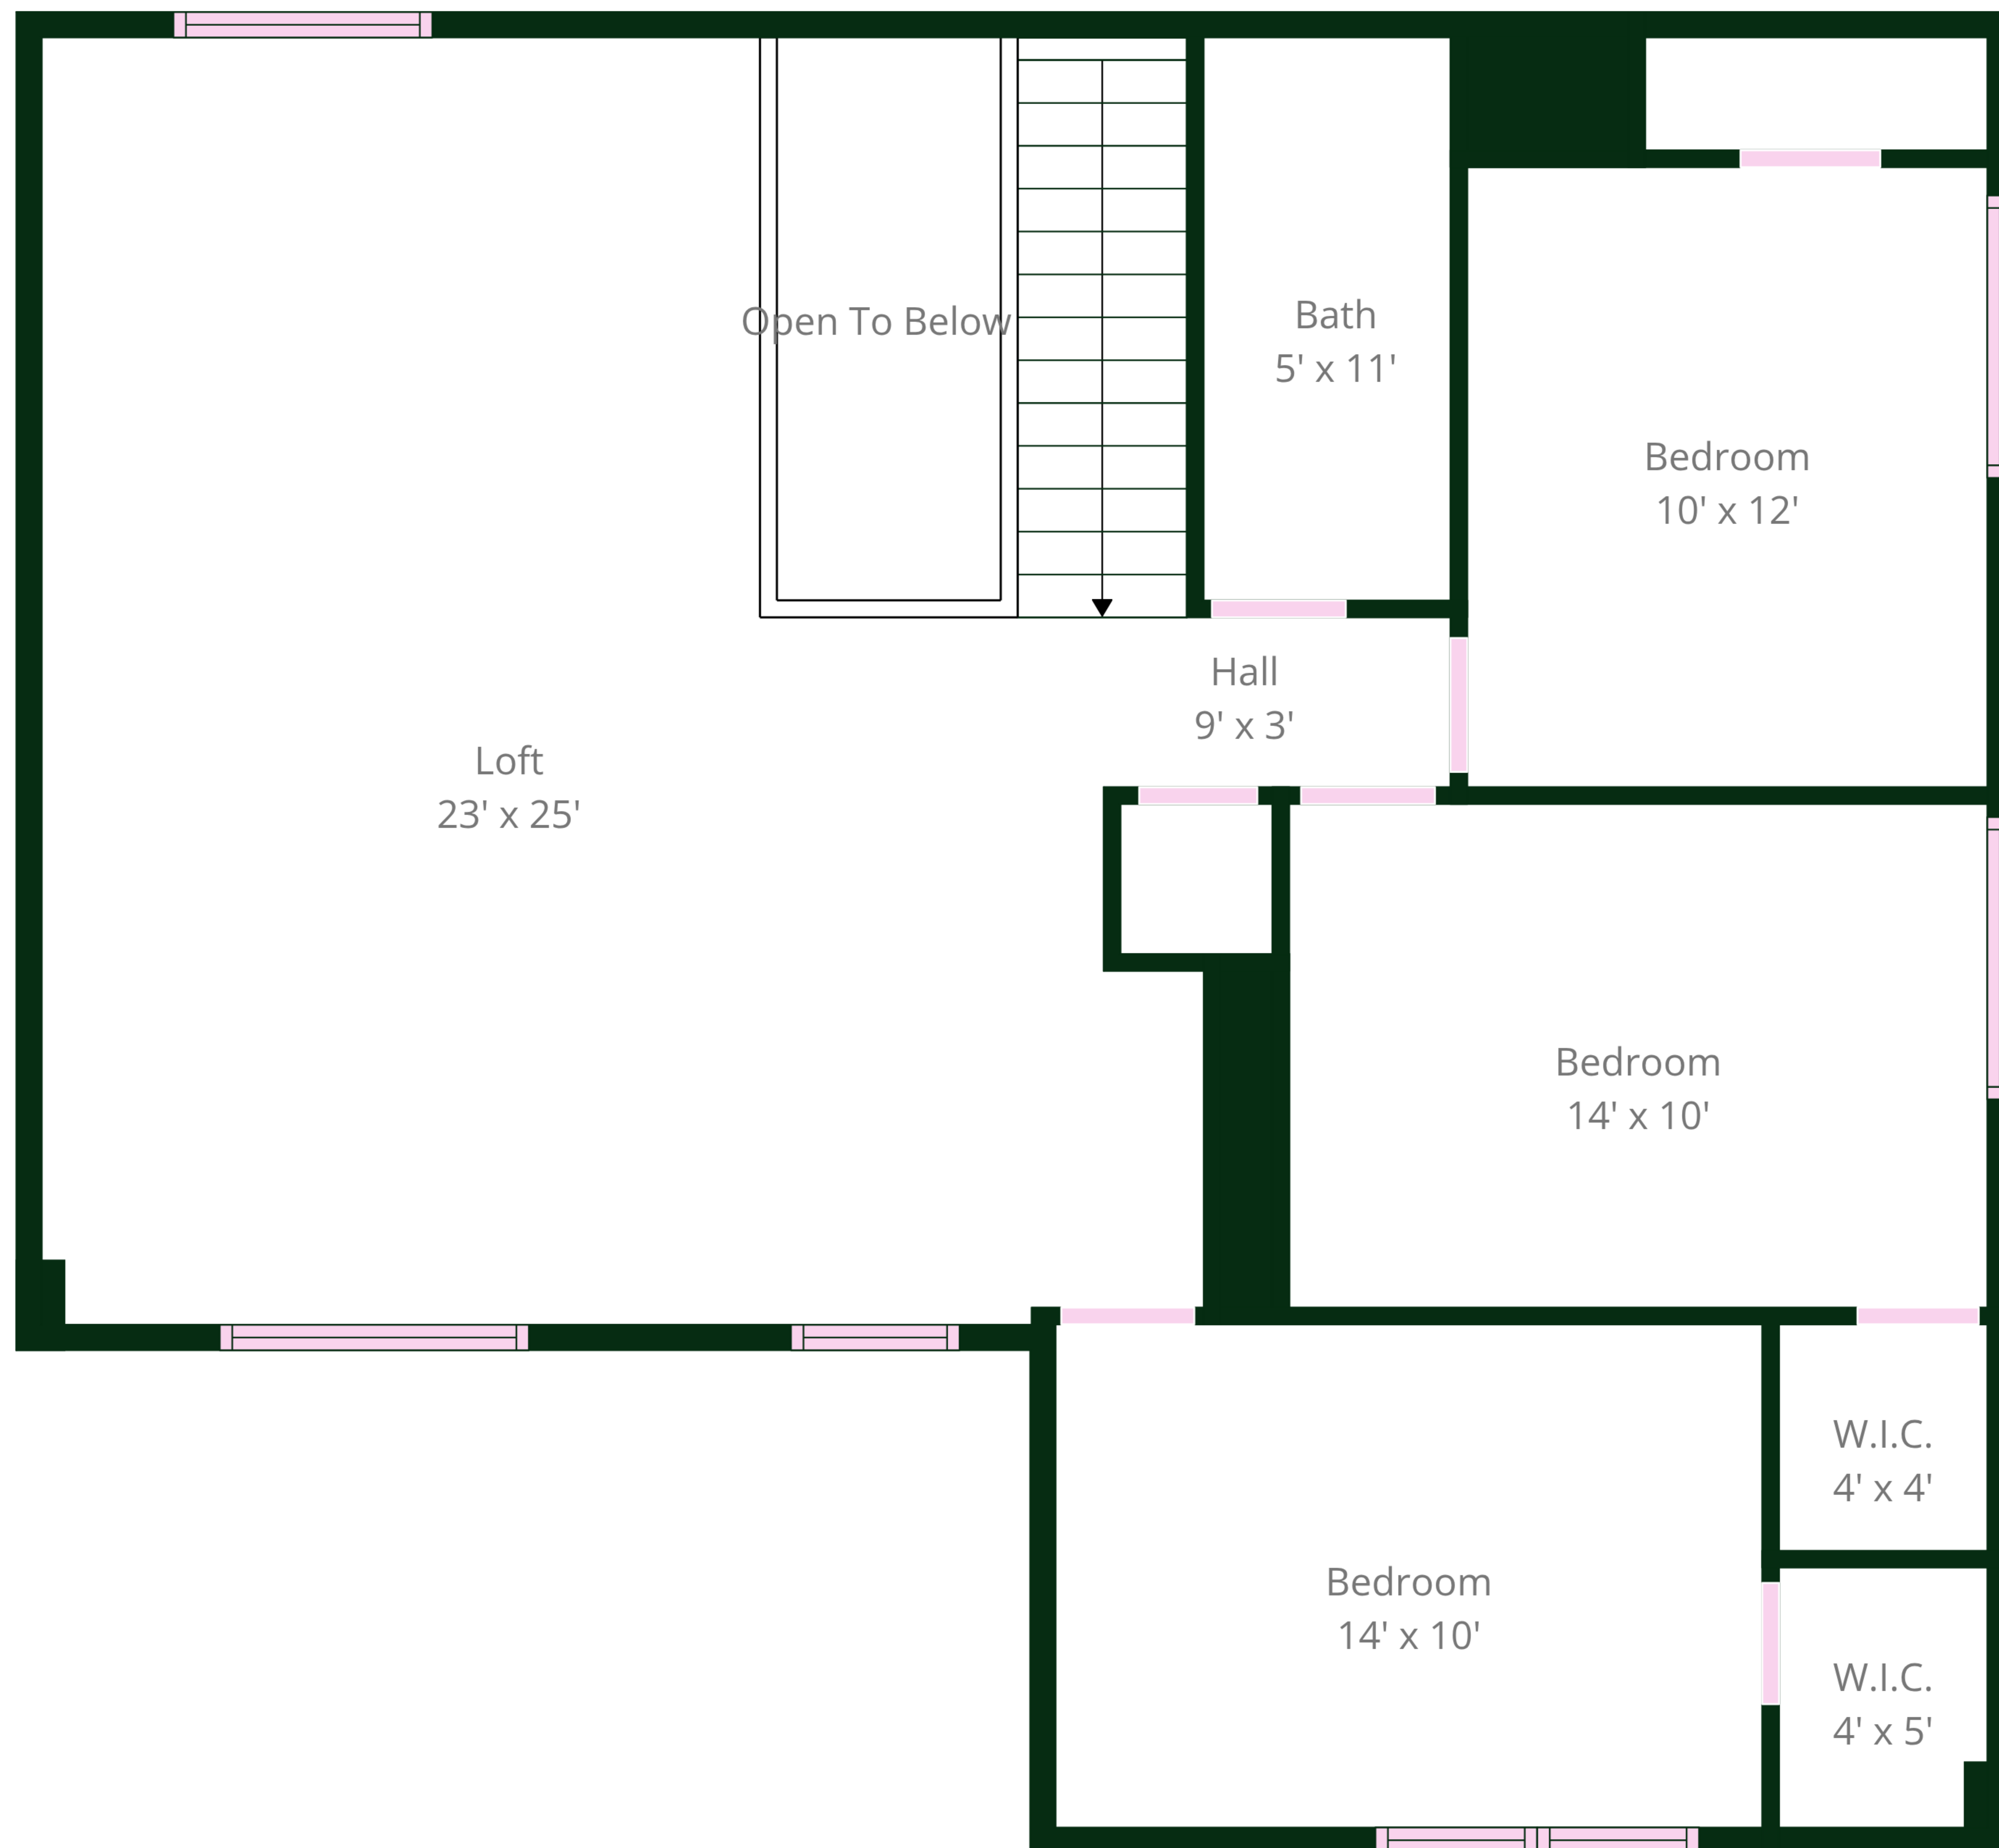 Open To Below
Bath
5' x 11'
Bedroom
10' x 12'
Hall
9' x 3'
Loft
23' x 25'
Bedroom
14' x 10'
W.I.C.
4' x 4'
Bedroom
14' x 10'
W.I.C.
4' x 5'